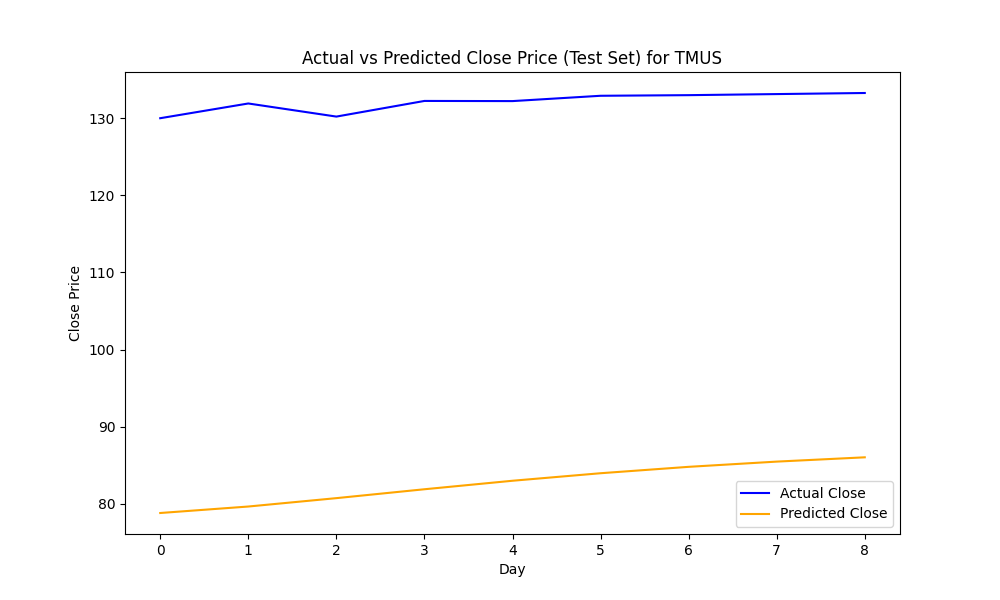 Actual vs Predicted Close Price (Test Set) for TMUS
Close Price
130
120
110
100
90
80
Actual Close
Predicted Close
0 1 2 3 4 5 6 7 8
Day